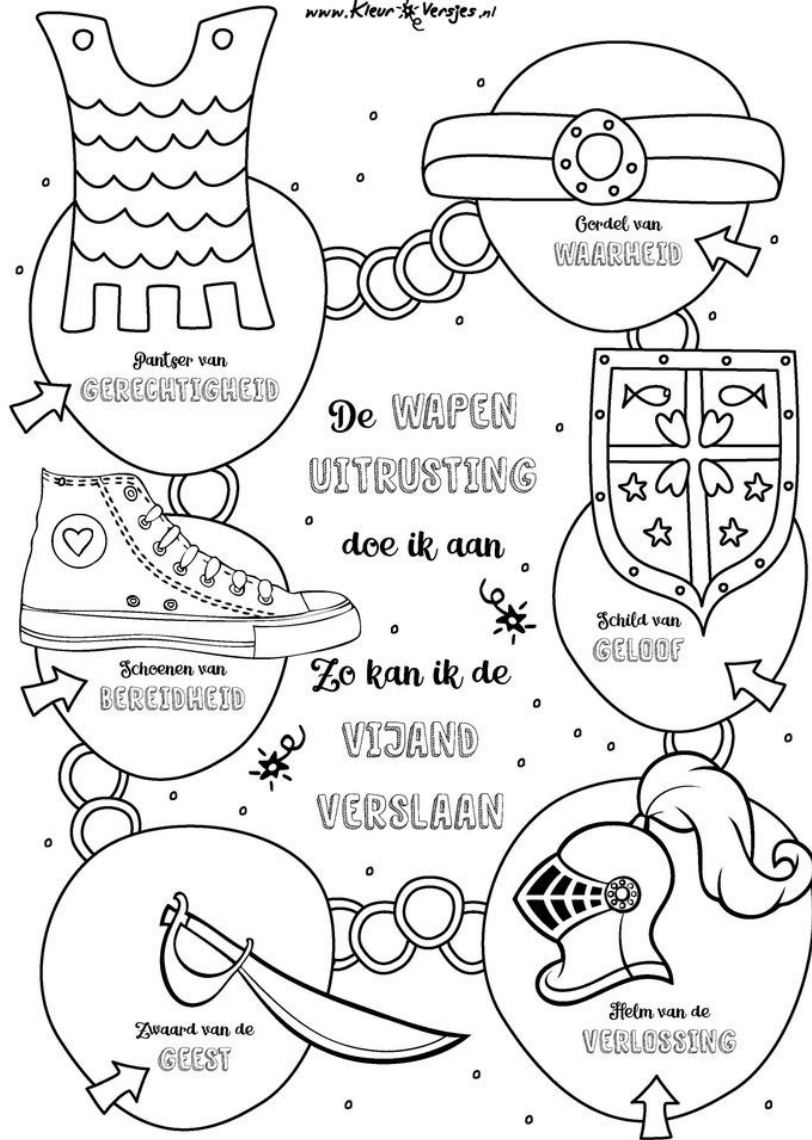 www.Kleur-e Versjes.nl
Pantser van
GERECHTIGHEID
Gordel van
WAARHEID
De WAPEN
UITRUSTING
doe ik aan
Zo kan ik de
VIJAND
VERSLAAN
Schoenen van
BEREIDHEID
Schild van
GELOOF
Zwaard van de
GEEST
Helm van de
VERLOSSING